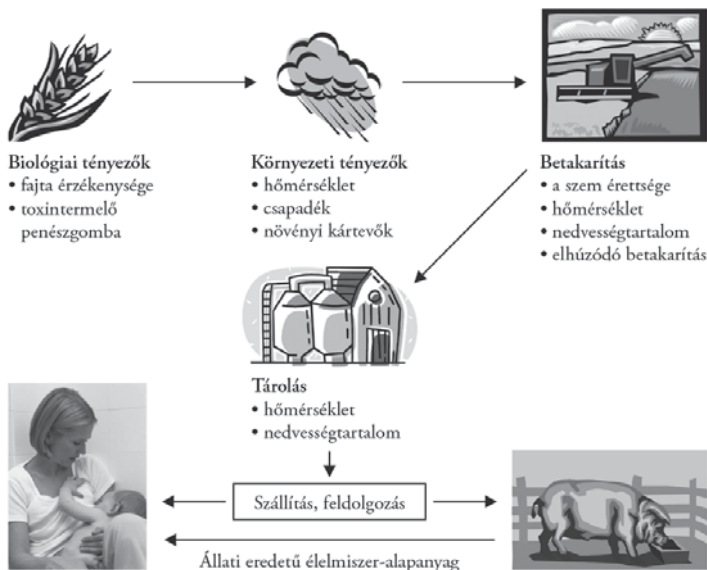 Biológiai tényezők
• fajta érzékenysége
• toxintermelő
penészgomba
Környezeti tényezők
• hőmérséklet
• csapadék
• növényi kártevők
Betakarítás
• a szem érettsége
• hőmérséklet
• nedvességtartalom
• elhúzódó betakarítás
Tárolás
• hőmérséklet
• nedvességtartalom
Szállítás, feldolgozás
Állati eredetű élelmiszer-alapanyag